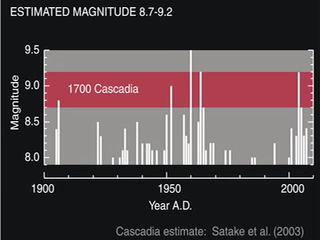 ESTIMATED MAGNITUDE 8.7-9.2
9.5
9.0
8.5
8.0
Magnitude
1700 Cascadia
1900
1950
2000
Year A.D.
Cascadia estimate: Satake et al. (2003)